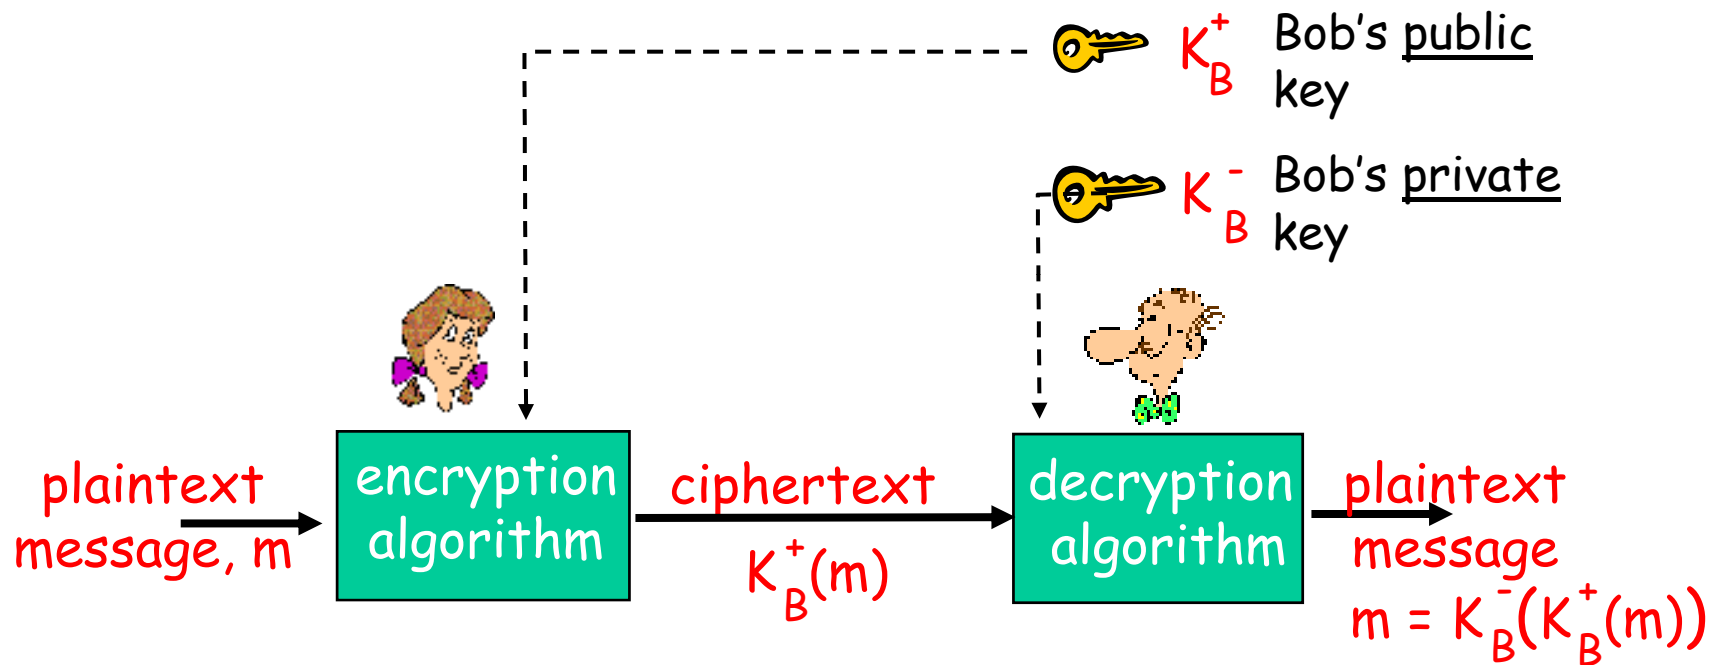 K_B^+ Bob’s public
key
K_B^- Bob’s private
key
plaintext
message, m
encryption
algorithm
ciphertext
K_B^+(m)
decryption
algorithm
plaintext
message
m = K_B^-(K_B^+(m))